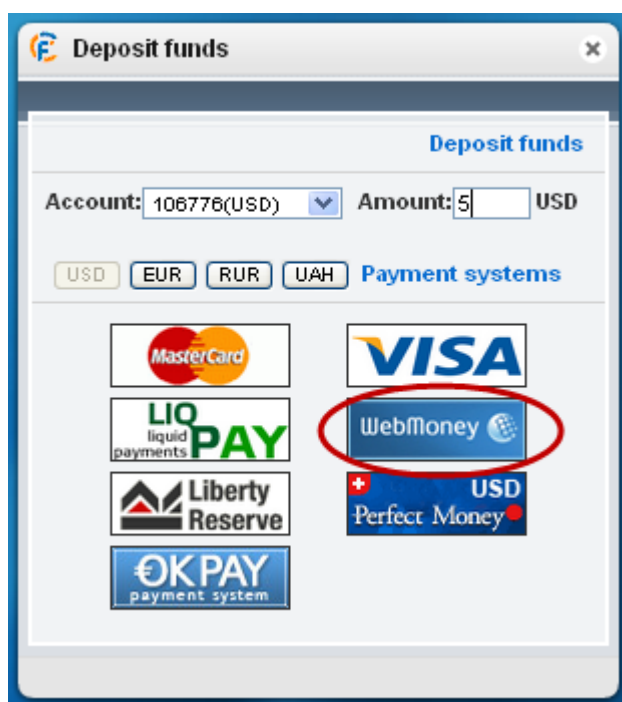 Deposit funds
Deposit funds
Account: 106776(USD) Amount: 5 USD
USD EUR RUR UAH Payment systems
MasterCard VISA
LIQ
liquid
payments PAY
WebMoney
Liberty
Reserve
USD
Perfect Money
€OKPAY
payment system